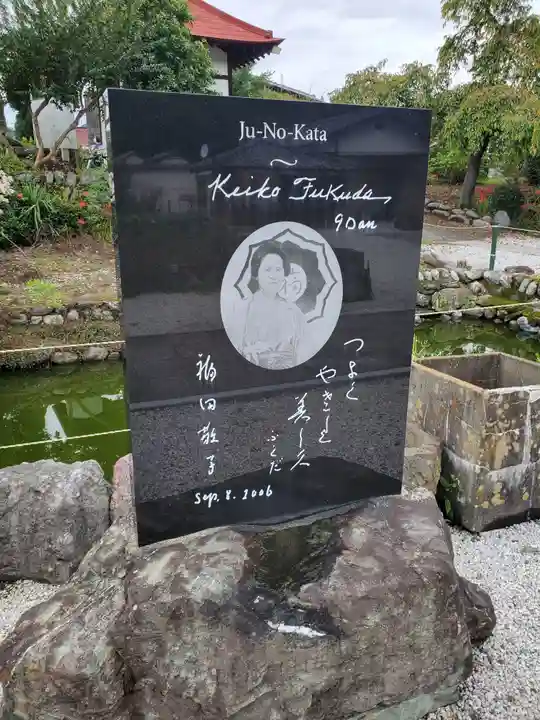 Ju-No-Kata
~
Keiko Fukuda
9 Dan
つよく
やさしく
美しく
ふくだ
福田敬子
Sep. 8. 2006